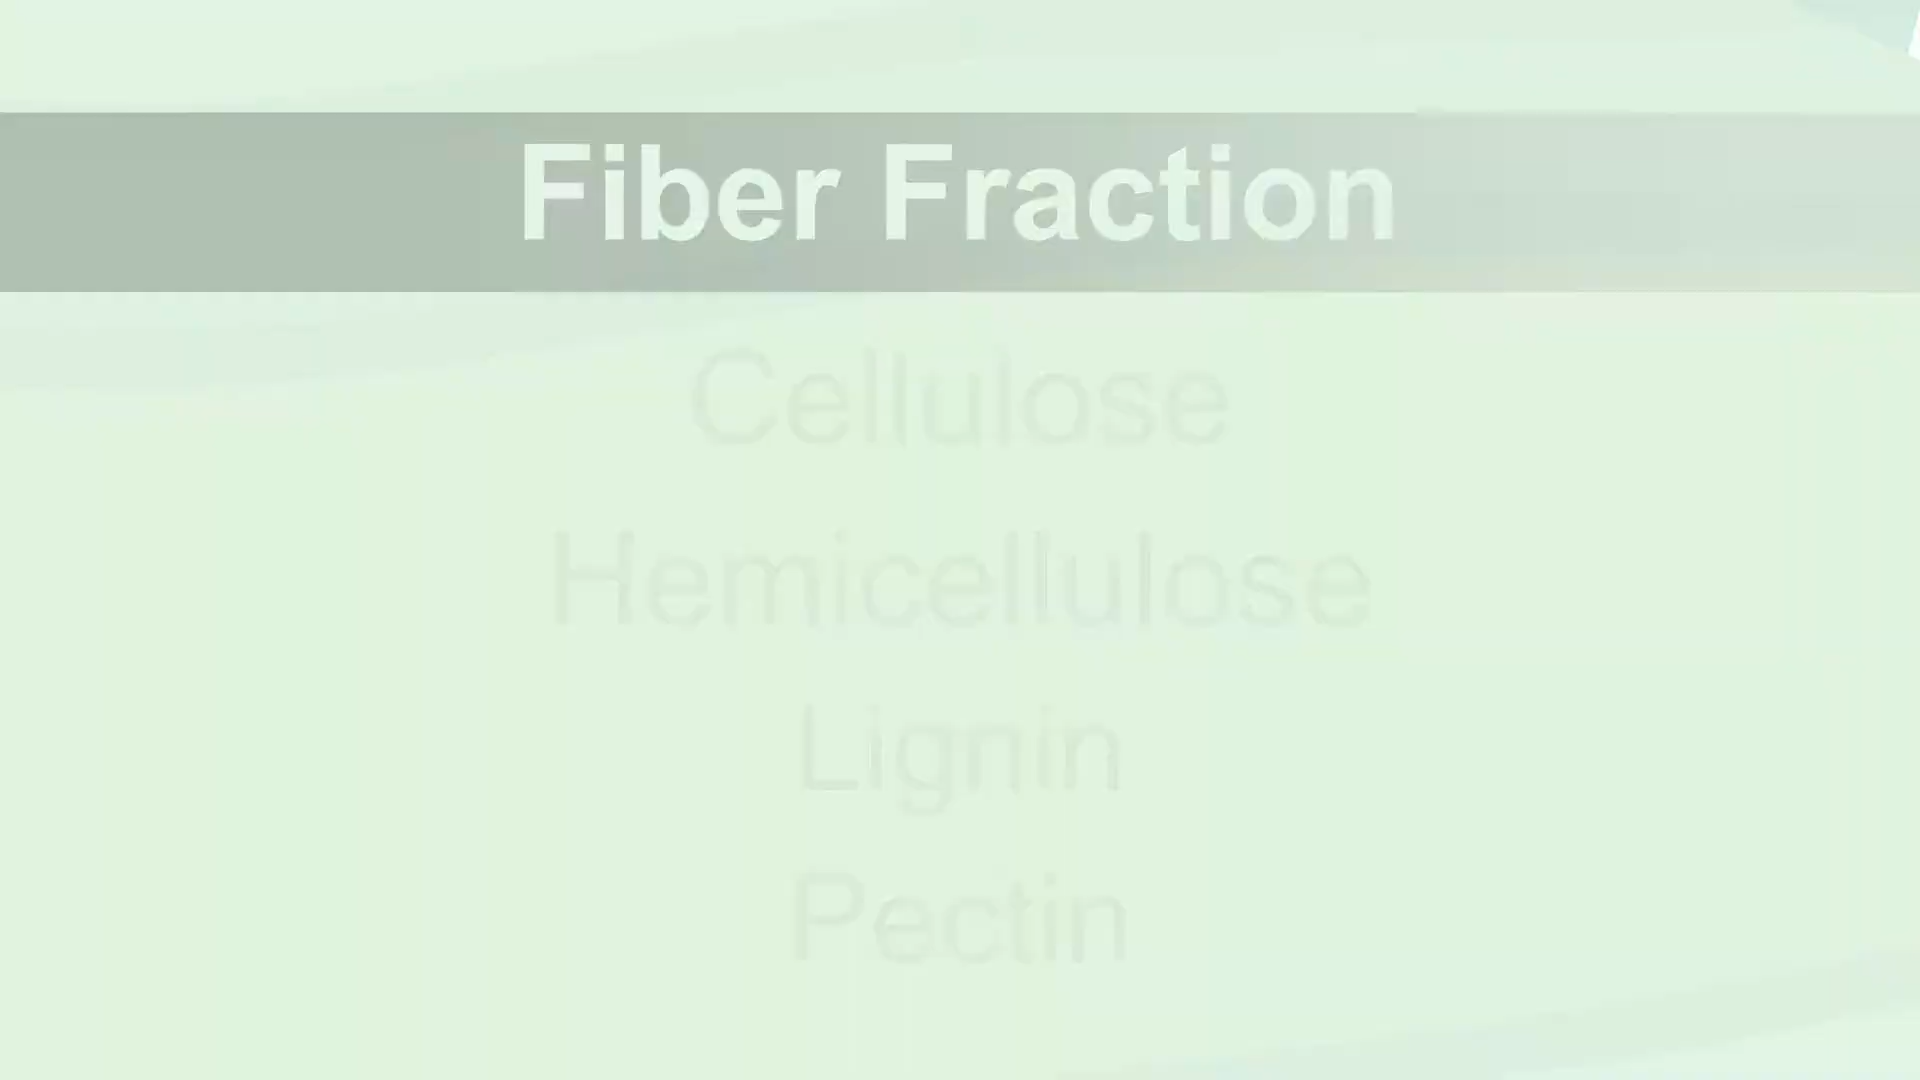 Fiber Fraction
Cellulose
Hemicellulose
Lignin
Pectin